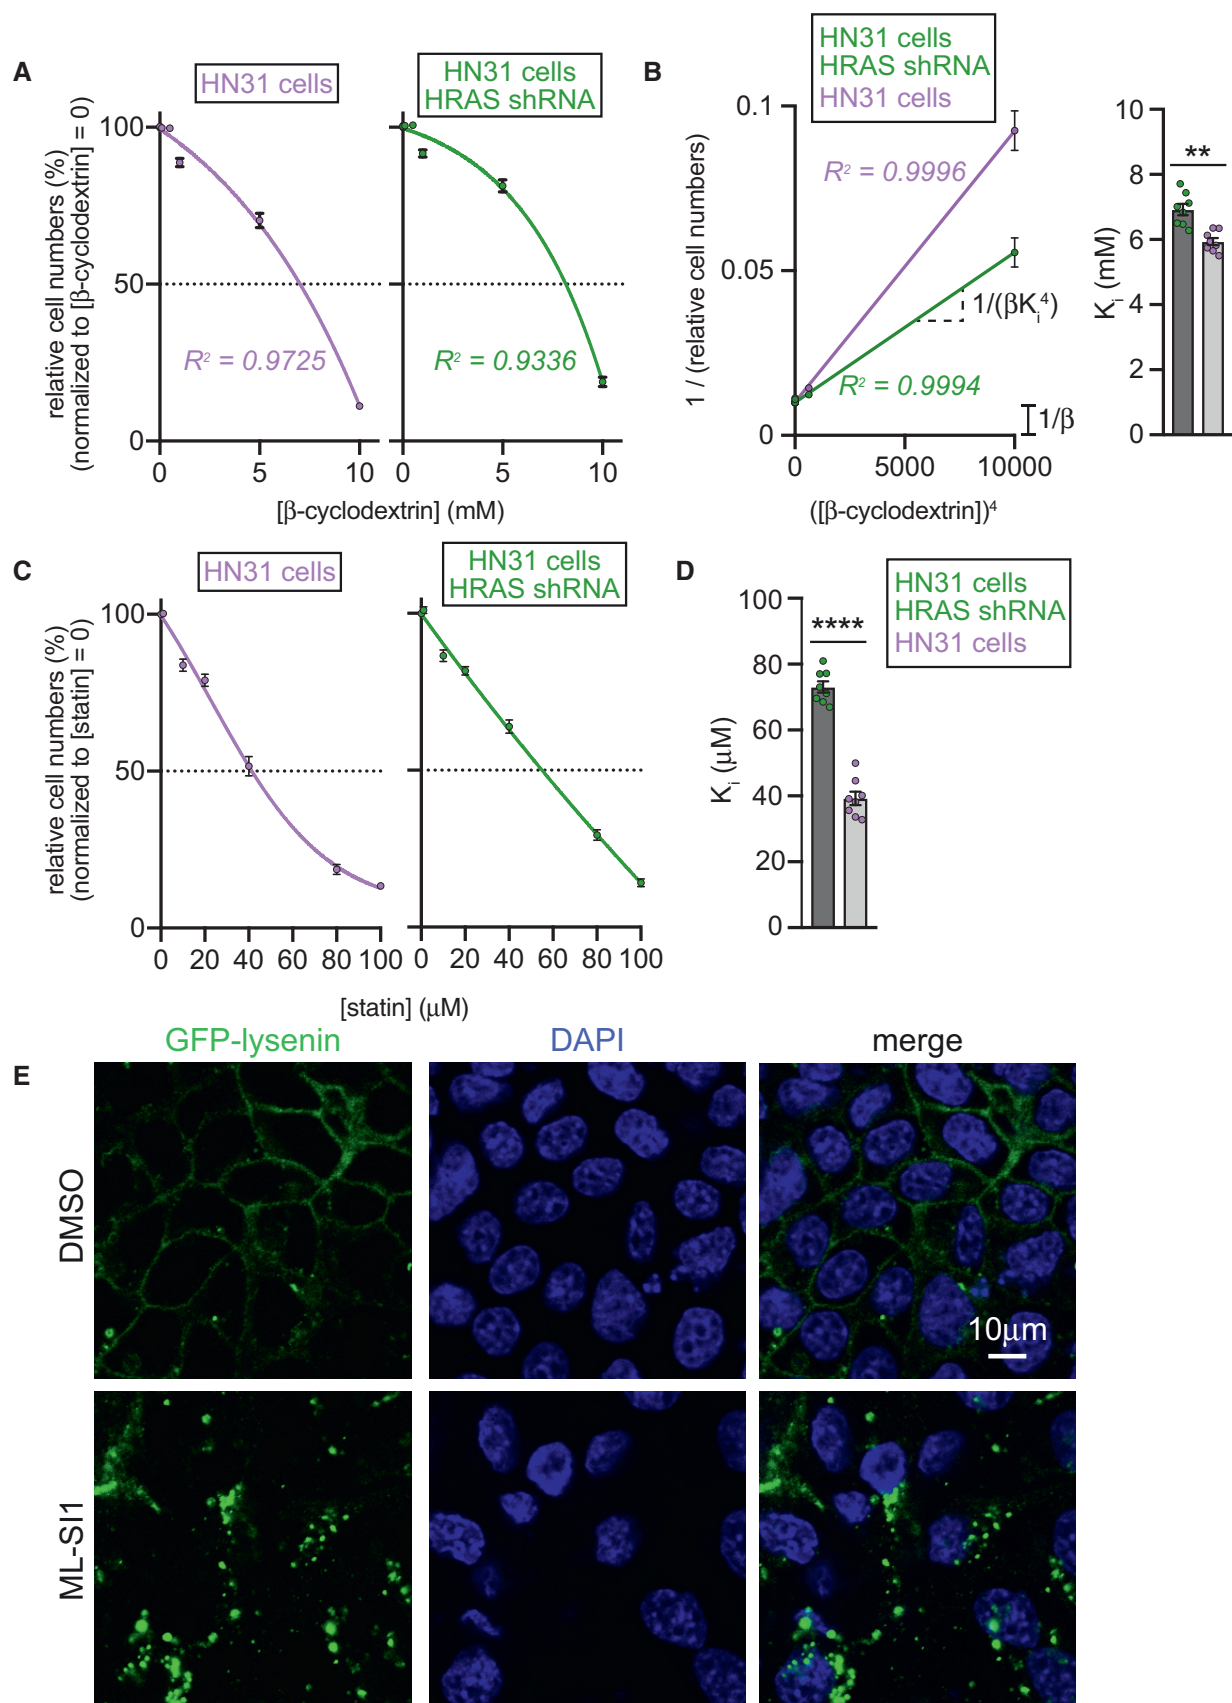 A
HN31 cells
HN31 cells
HRAS shRNA
relative cell numbers (%)
(normalized to [β-cyclodextrin] = 0)
100
50
0
R² = 0.9725
R² = 0.9336
0 5 10
0 5 10
[β-cyclodextrin] (mM)
B
HN31 cells
HRAS shRNA
HN31 cells
1 / (relative cell numbers)
0.1
0.05
0
R² = 0.9996
1/(βKᵢ⁴)
R² = 0.9994
1/β
0 5000 10000
([β-cyclodextrin])⁴
Kᵢ (mM)
10
8
6
4
2
0
**
C
HN31 cells
HN31 cells
HRAS shRNA
relative cell numbers (%)
(normalized to [statin] = 0)
100
50
0
0 20 40 60 80 100
0 20 40 60 80 100
[statin] (μM)
D
HN31 cells
HRAS shRNA
HN31 cells
Kᵢ (μM)
100
80
60
40
20
0
****
E
GFP-lysenin
DAPI
merge
DMSO
10μm
ML-SI1